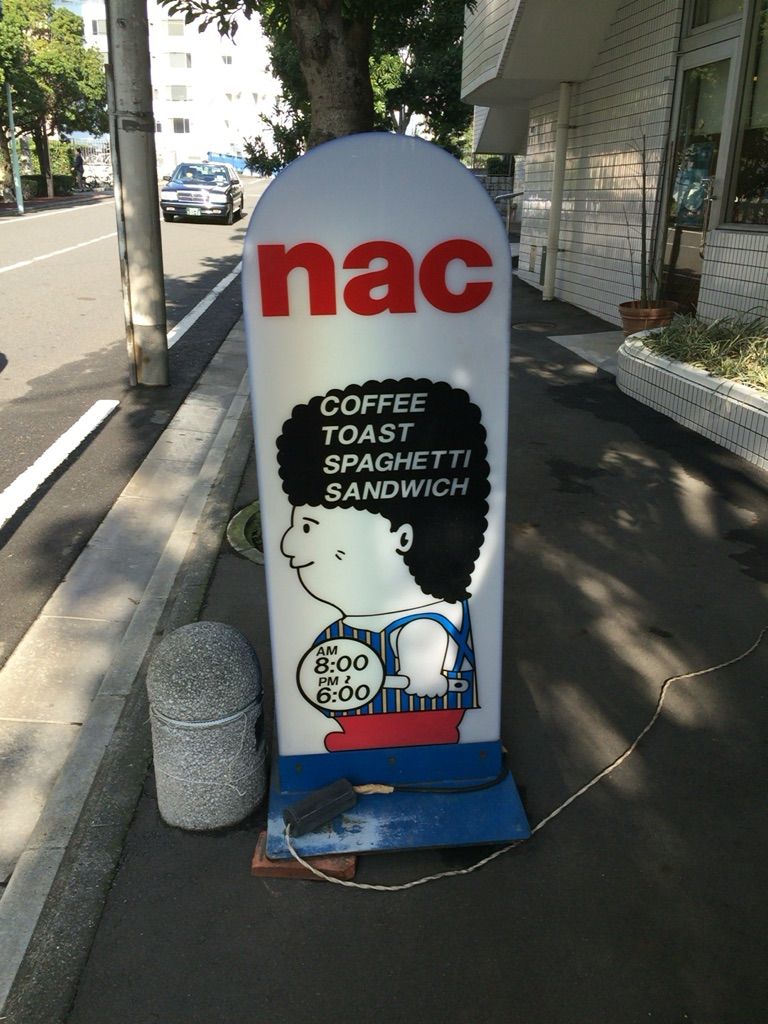 nac
COFFEE
TOAST
SPAGHETTI
SANDWICH
AM
8:00
PM ~
6:00